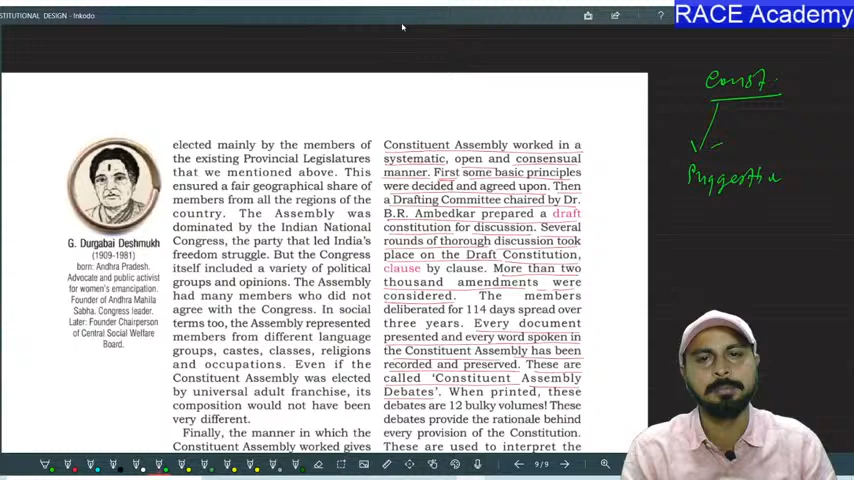 STITUTIONAL DESIGN - Inkodo
RACE Academy
Const.
elected mainly by the members of
the existing Provincial Legislatures
that we mentioned above. This
ensured a fair geographical share of
members from all the regions of the
country. The Assembly was
dominated by the Indian National
Congress, the party that led India's
freedom struggle. But the Congress
itself included a variety of political
groups and opinions. The Assembly
had many members who did not
agree with the Congress. In social
terms too, the Assembly represented
members from different language
groups, castes, classes, religions
and occupations. Even if the
Constituent Assembly was elected
by universal adult franchise, its
composition would not have been
very different.
Finally, the manner in which the
Constituent Assembly worked gives
G. Durgabai Deshmukh
(1909-1981)
born: Andhra Pradesh.
Advocate and public activist
for women's emancipation.
Founder of Andhra Mahila
Sabha. Congress leader.
Later: Founder Chairperson
of Central Social Welfare
Board.
Constituent Assembly worked in a
systematic, open and consensual
manner. First some basic principles
were decided and agreed upon. Then
a Drafting Committee chaired by Dr.
B.R. Ambedkar prepared a draft
constitution for discussion. Several
rounds of thorough discussion took
place on the Draft Constitution,
clause by clause. More than two
thousand amendments were
considered. The members
deliberated for 114 days spread over
three years. Every document
presented and every word spoken in
the Constituent Assembly has been
recorded and preserved. These are
called 'Constituent Assembly
Debates'. When printed, these
debates are 12 bulky volumes! These
debates provide the rationale behind
every provision of the Constitution.
These are used to interpret the
9/9